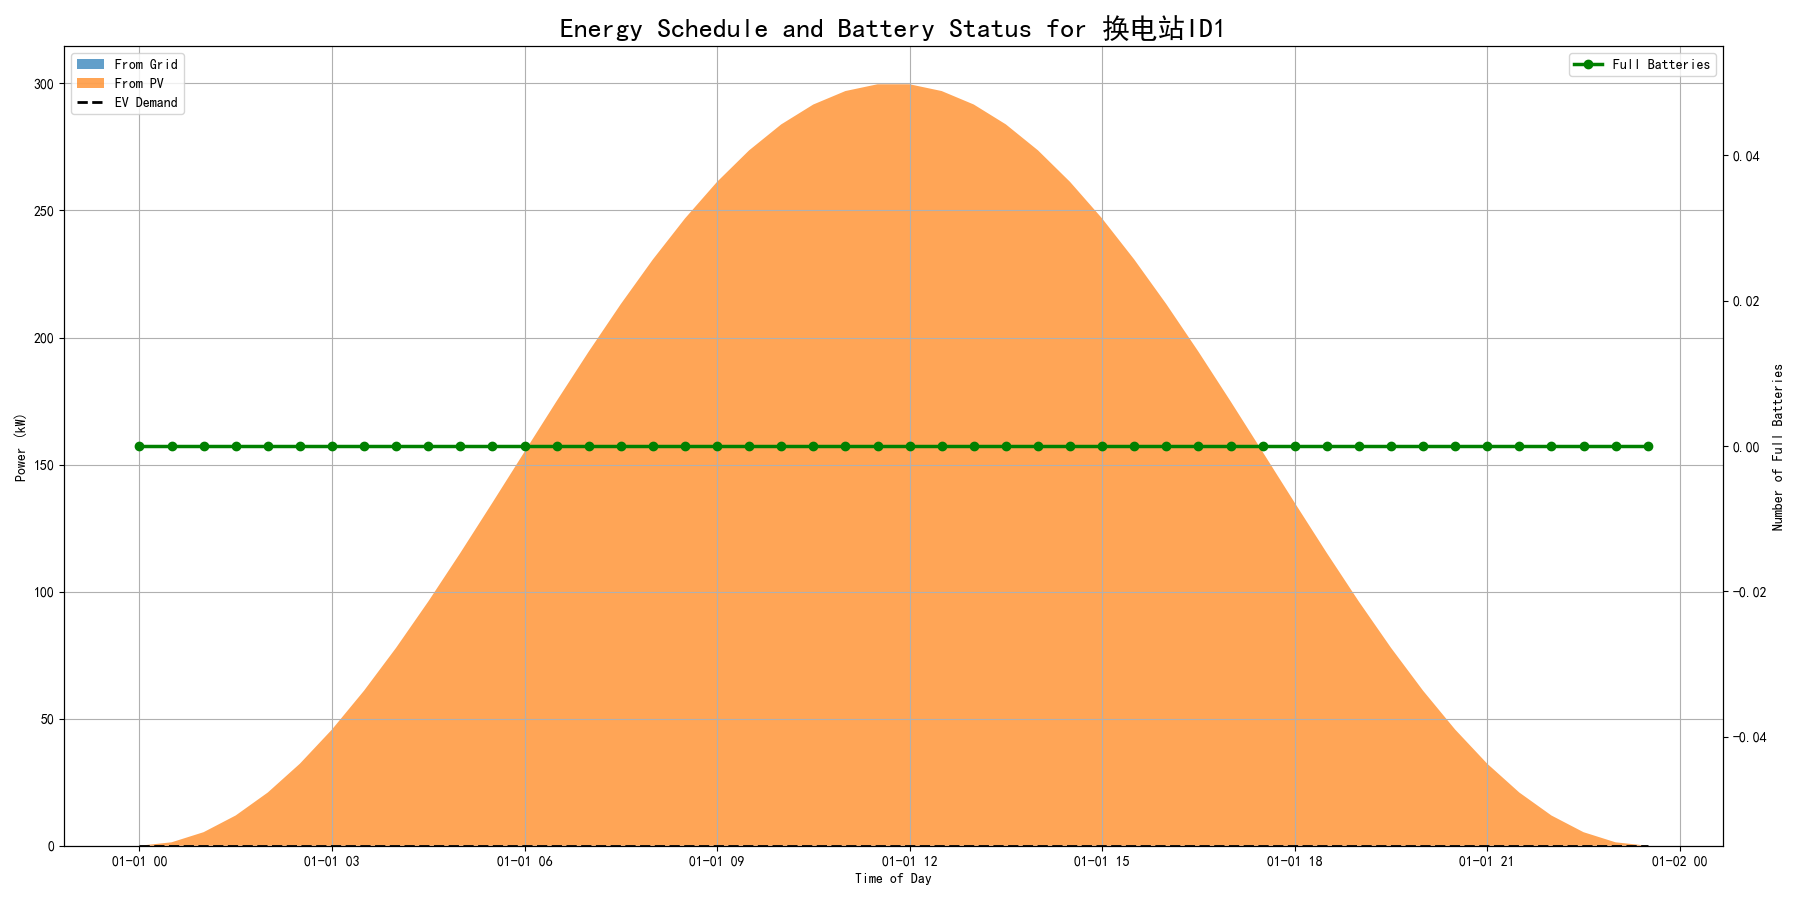 Energy Schedule and Battery Status for 换电站ID1
From Grid
From PV
EV Demand
Full Batteries
300
250
200
150
100
50
0
Power (kW)
0.04
0.02
0.00
−0.02
−0.04
Number of Full Batteries
01-01 00
01-01 03
01-01 06
01-01 09
01-01 12
01-01 15
01-01 18
01-01 21
01-02 00
Time of Day